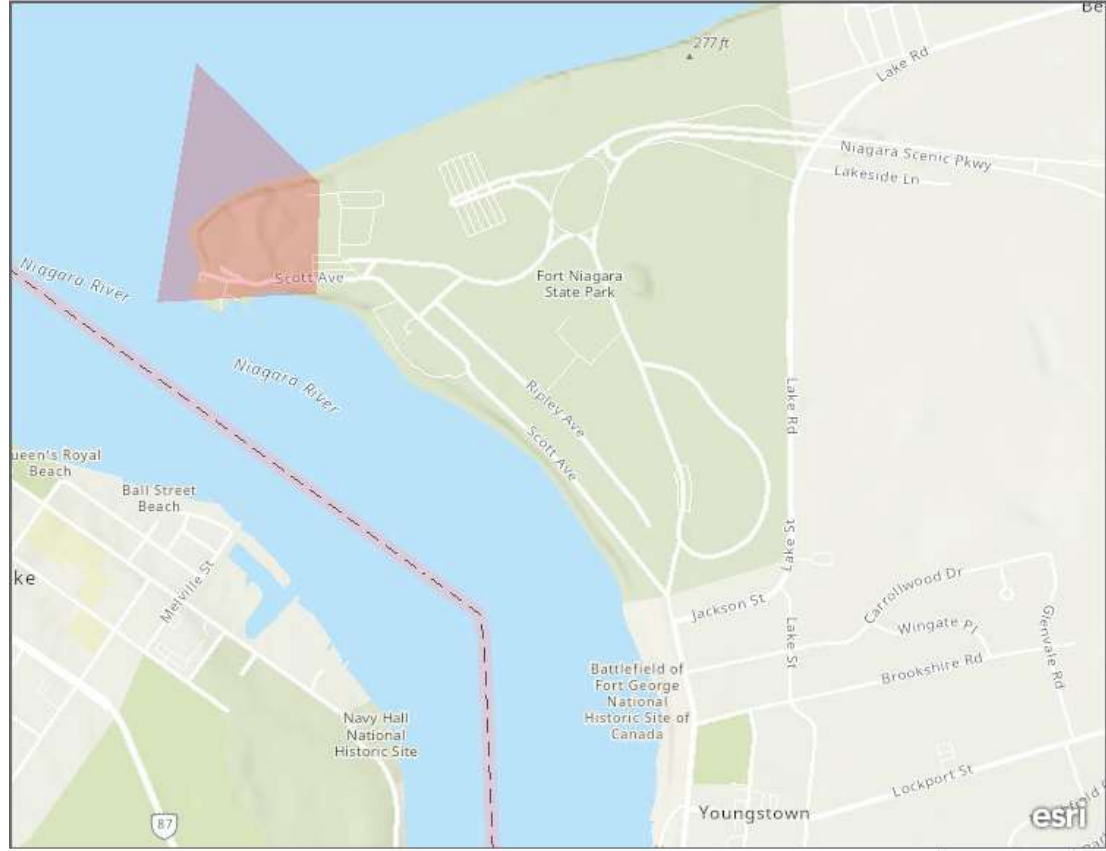 Be
277 ft
Lake Rd
Niagara Scenic Pkwy
Lakeside Ln
Niagara River
Scott Ave
Fort Niagara
State Park
Niagara River
Ripley Ave
Scott Ave
Lake Rd
ueen's Royal
Beach
Ball Street
Beach
ke
Melville St
Lake St
Jackson St
Carrollwood Dr
Wingate Pl
Glenvale Rd
Lake St
Brookshire Rd
Battlefield of
Fort George
National
Historic Site of
Canada
Navy Hall
National
Historic Site
Lockport St
87
Youngstown
esri